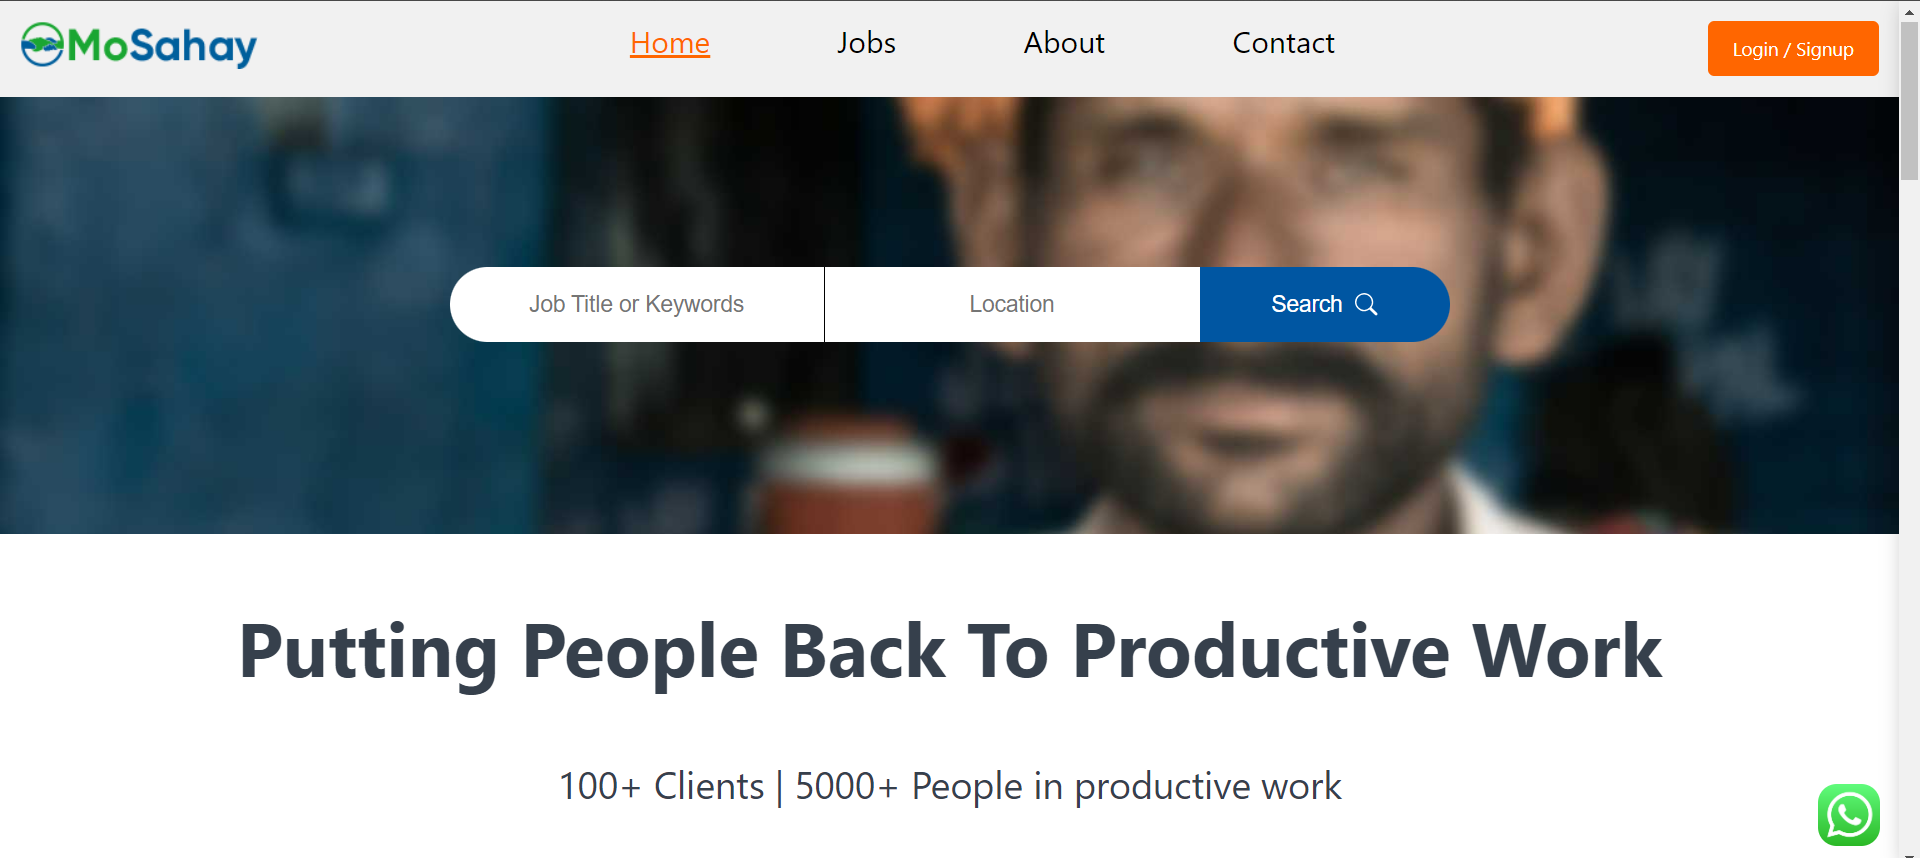 MoSahay
Home
Jobs
About
Contact
Login / Signup
Job Title or Keywords
Location
Search
Putting People Back To Productive Work
100+ Clients | 5000+ People in productive work